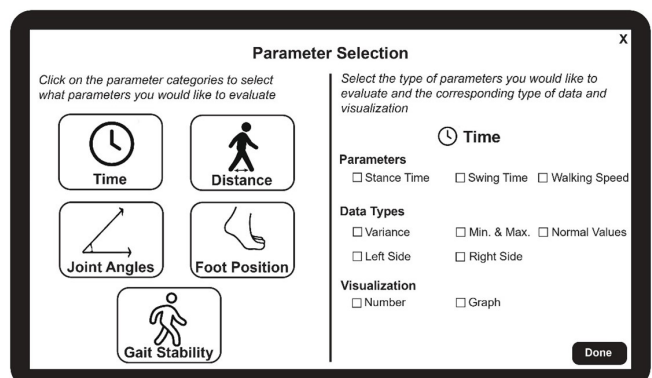 X
Parameter Selection
Click on the parameter categories to select
what parameters you would like to evaluate
Time
Distance
Joint Angles
Foot Position
Gait Stability
Select the type of parameters you would like to
evaluate and the corresponding type of data and
visualization
Time
Parameters
Stance Time Swing Time Walking Speed
Data Types
Variance Min. & Max. Normal Values
Left Side Right Side
Visualization
Number Graph
Done